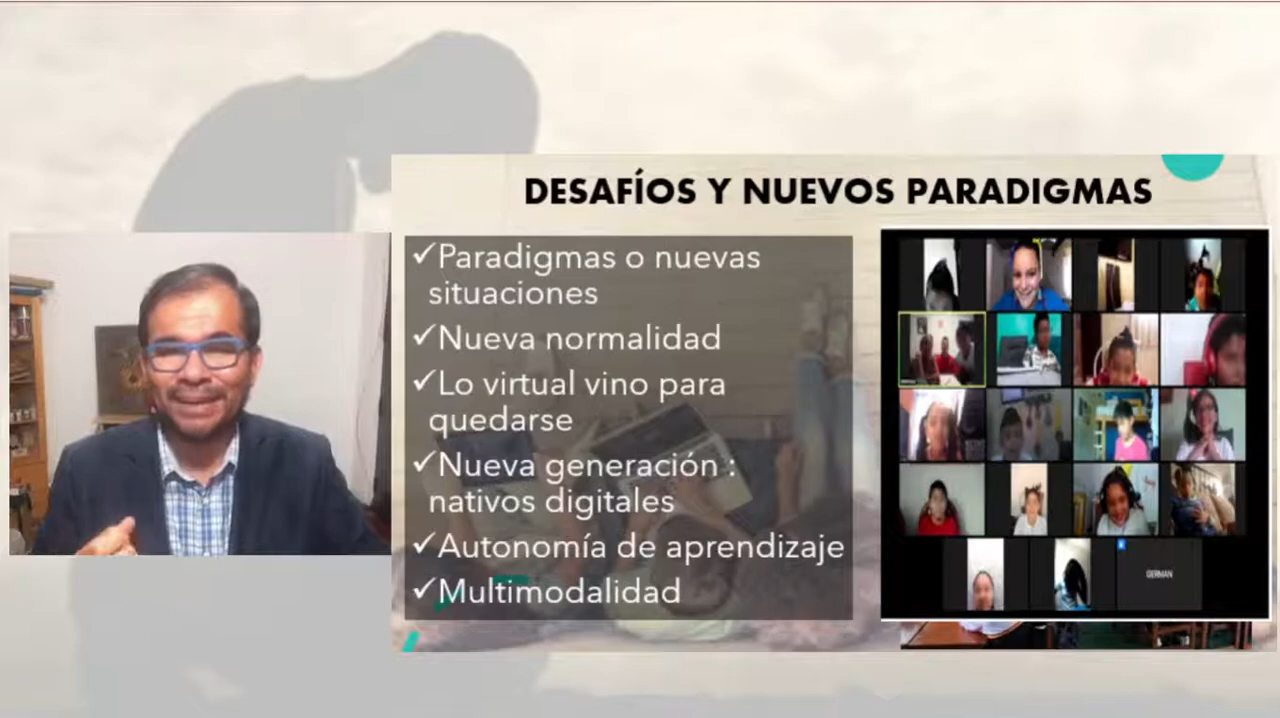 DESAFÍOS Y NUEVOS PARADIGMAS
✓Paradigmas o nuevas
situaciones
✓Nueva normalidad
✓Lo virtual vino para
quedarse
✓Nueva generación :
nativos digitales
✓Autonomía de aprendizaje
✓Multimodalidad
GERMAN